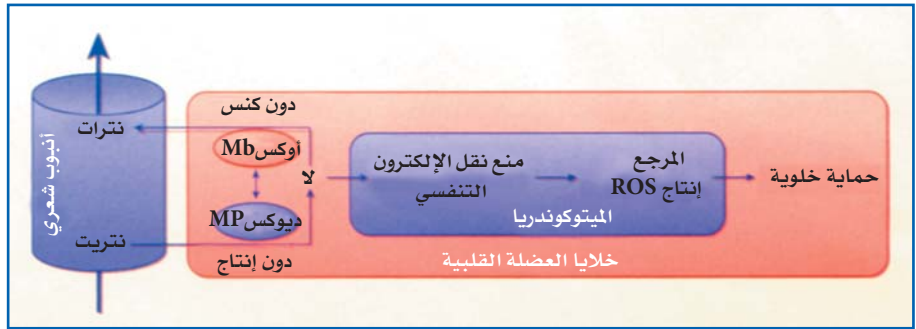 أنبوب شعري
نترات
نتريت
دون كنس
أوكسMb
لا
ديوكسMP
دون إنتاج
منع نقل الإلكترون
التنفسي
المرجع
إنتاج ROS
الميتوكوندريا
حماية خلوية
خلايا العضلة القلبية